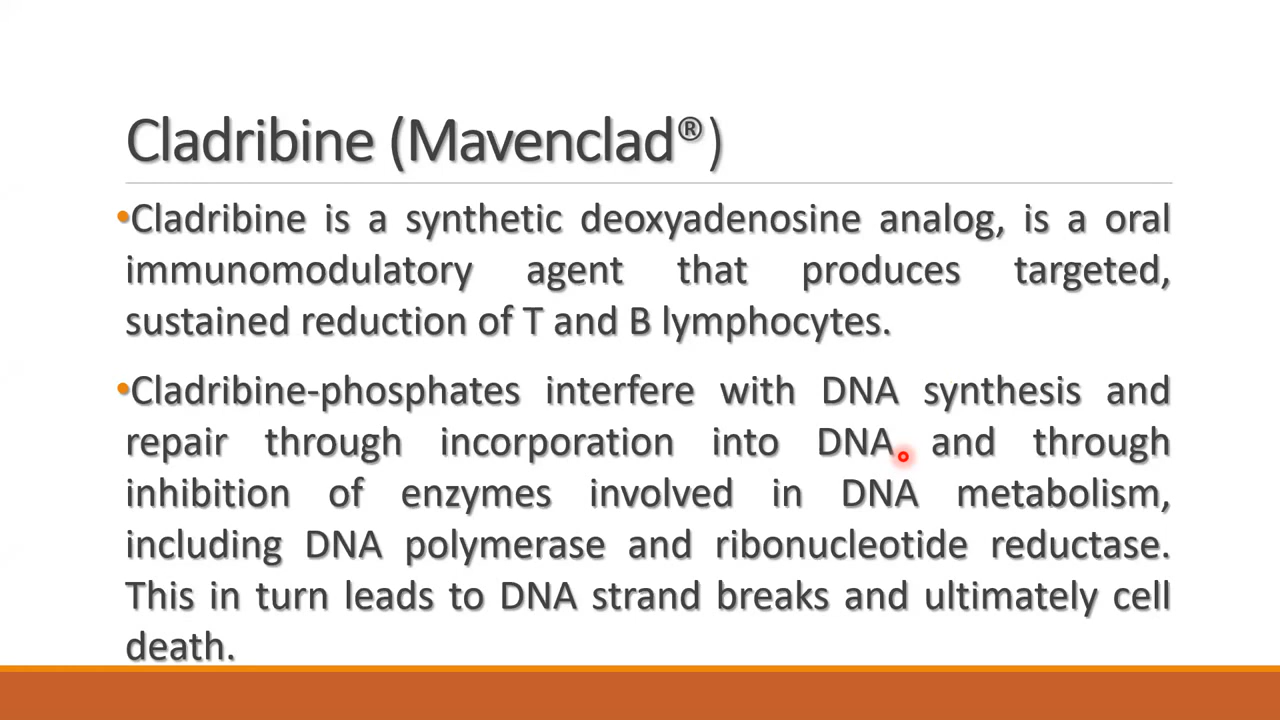 Cladribine (Mavenclad®)
•Cladribine is a synthetic deoxyadenosine analog, is a oral
immunomodulatory agent that produces targeted,
sustained reduction of T and B lymphocytes.
•Cladribine-phosphates interfere with DNA synthesis and
repair through incorporation into DNA and through
inhibition of enzymes involved in DNA metabolism,
including DNA polymerase and ribonucleotide reductase.
This in turn leads to DNA strand breaks and ultimately cell
death.